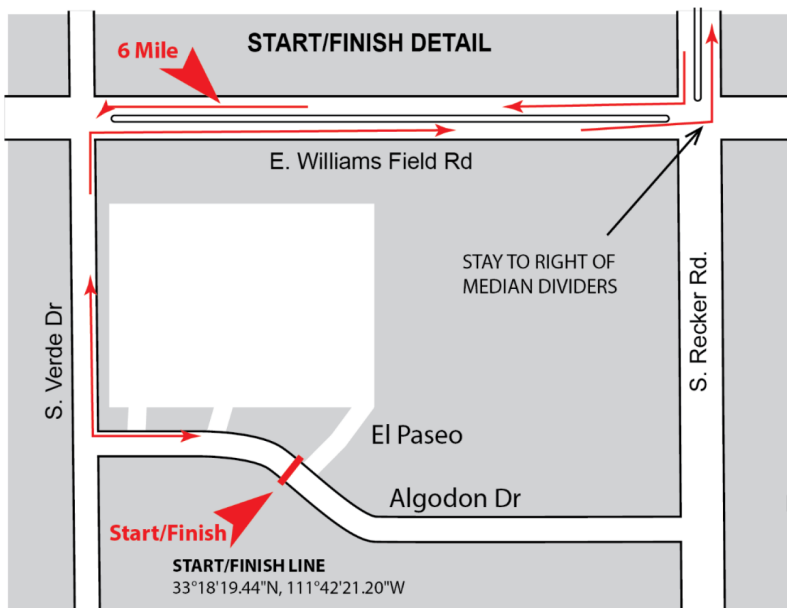 START/FINISH DETAIL
6 Mile
E. Williams Field Rd
STAY TO RIGHT OF
MEDIAN DIVIDERS
S. Verde Dr
S. Recker Rd.
El Paseo
Algodon Dr
Start/Finish
START/FINISH LINE
33°18'19.44"N, 111°42'21.20"W